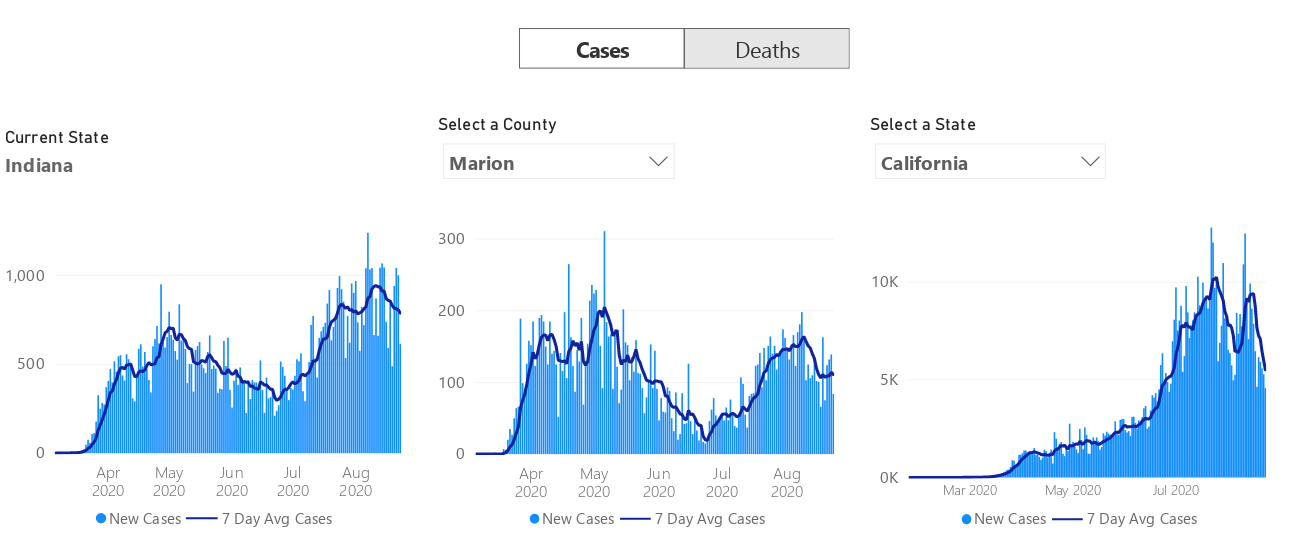 Cases Deaths
Current State
Indiana
Select a County
Marion
Select a State
California
1,000
500
0
Apr 2020
May 2020
Jun 2020
Jul 2020
Aug 2020
New Cases 7 Day Avg Cases
300
200
100
0
Apr 2020
May 2020
Jun 2020
Jul 2020
Aug 2020
New Cases 7 Day Avg Cases
10K
5K
0K
Mar 2020 May 2020 Jul 2020
New Cases 7 Day Avg Cases